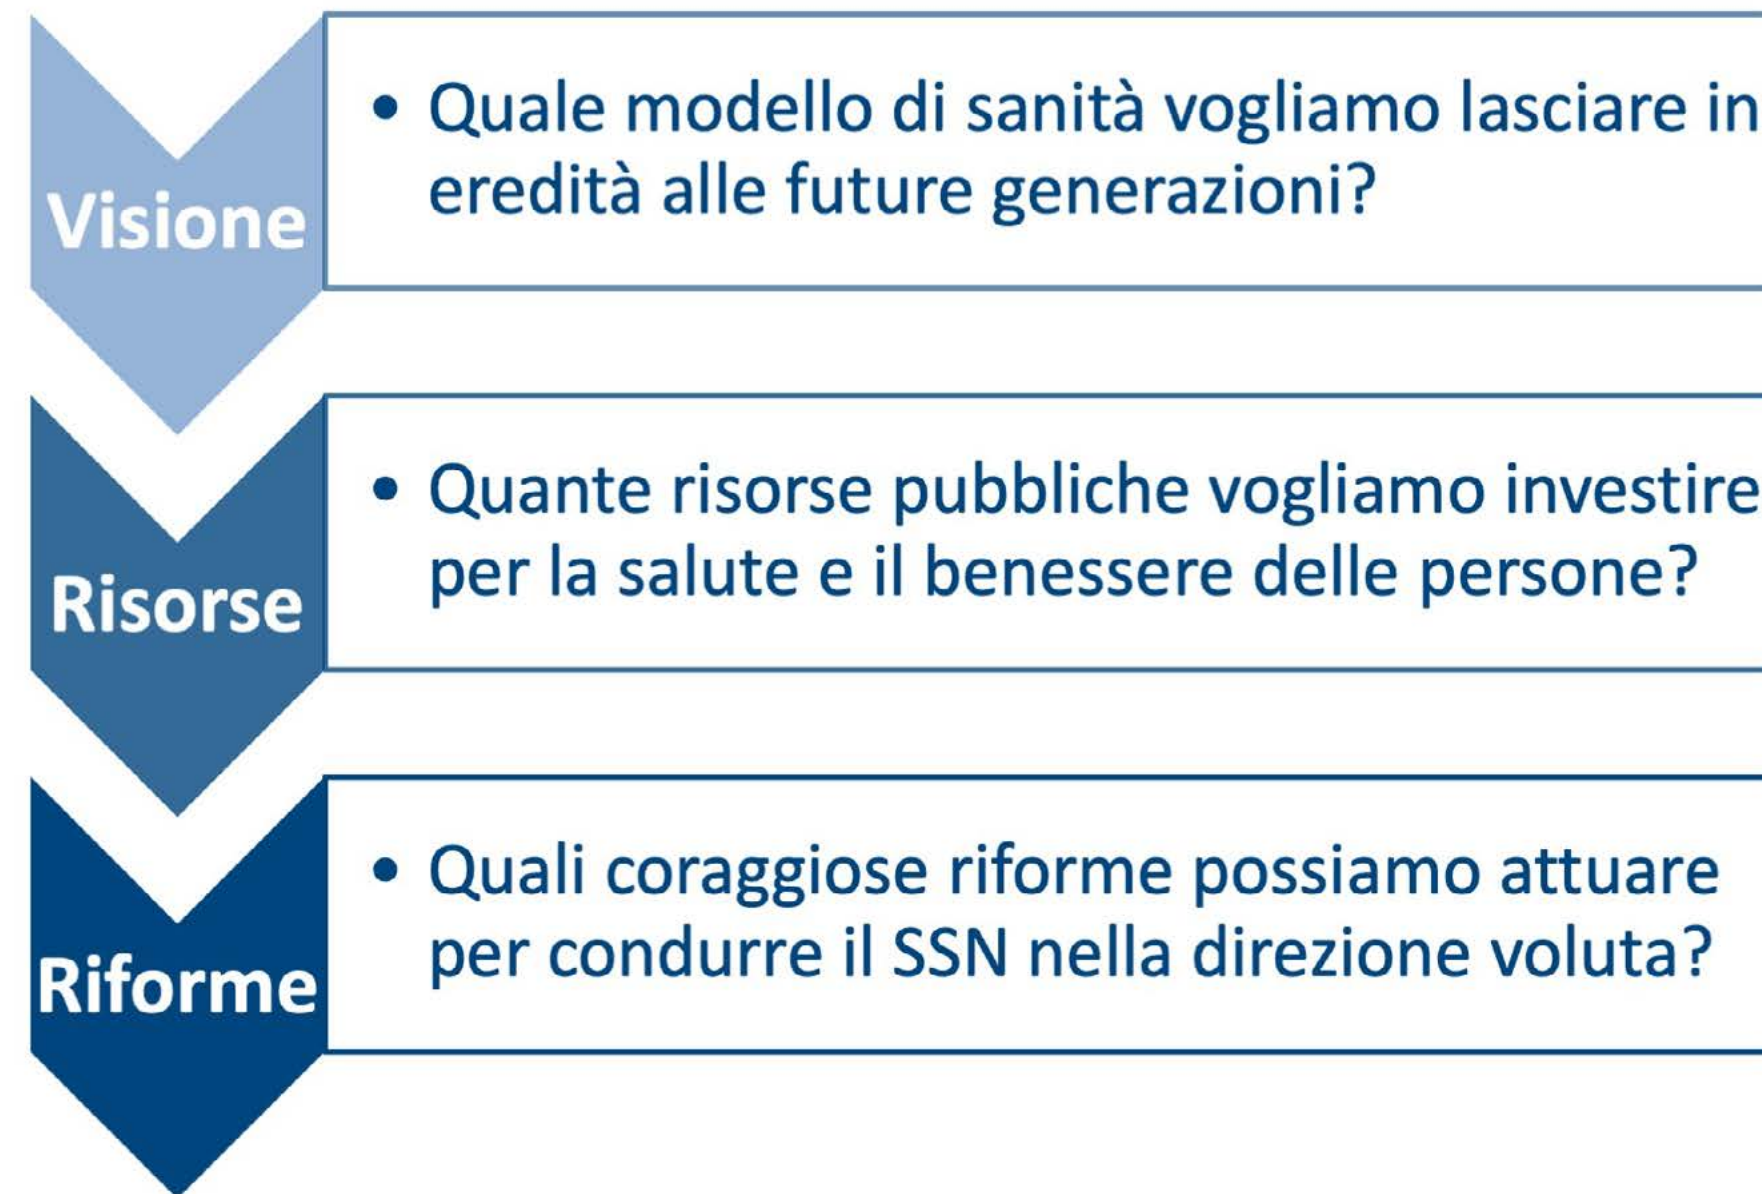 Visione
• Quale modello di sanità vogliamo lasciare in
eredità alle future generazioni?
Risorse
• Quante risorse pubbliche vogliamo investire
per la salute e il benessere delle persone?
Riforme
• Quali coraggiose riforme possiamo attuare
per condurre il SSN nella direzione voluta?